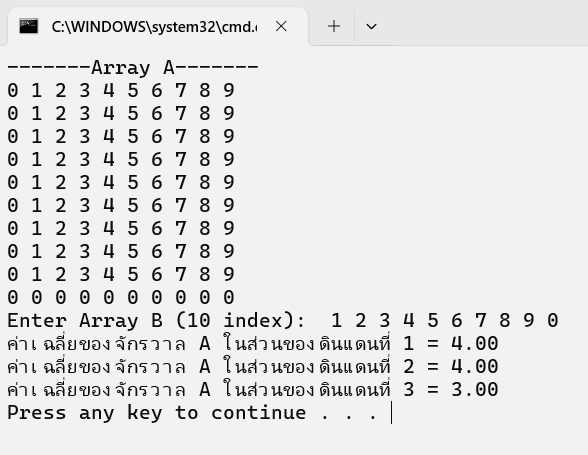 C:\WINDOWS\system32\cmd.
-------Array A-------
0 1 2 3 4 5 6 7 8 9
0 1 2 3 4 5 6 7 8 9
0 1 2 3 4 5 6 7 8 9
0 1 2 3 4 5 6 7 8 9
0 1 2 3 4 5 6 7 8 9
0 1 2 3 4 5 6 7 8 9
0 1 2 3 4 5 6 7 8 9
0 1 2 3 4 5 6 7 8 9
0 1 2 3 4 5 6 7 8 9
0 0 0 0 0 0 0 0 0 0
Enter Array B (10 index):  1 2 3 4 5 6 7 8 9 0
ค่าเฉลี่ยของจักรวาล A ในส่วนของดินแดนที่ 1 = 4.00
ค่าเฉลี่ยของจักรวาล A ในส่วนของดินแดนที่ 2 = 4.00
ค่าเฉลี่ยของจักรวาล A ในส่วนของดินแดนที่ 3 = 3.00
Press any key to continue . . .